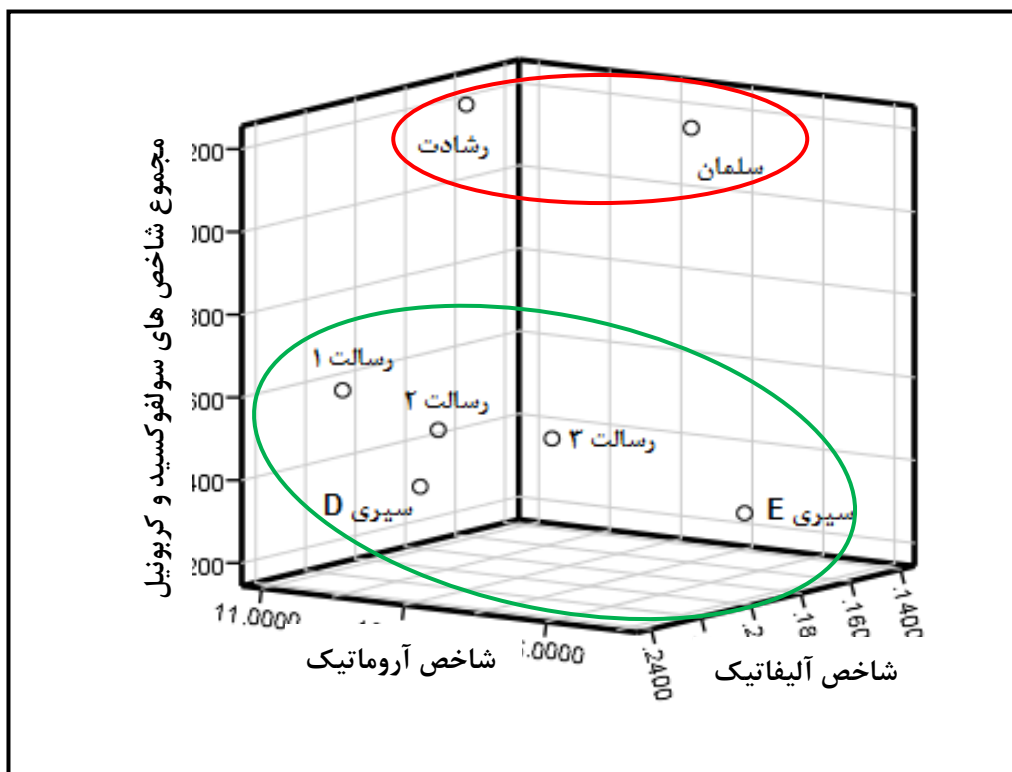 رشادت
سلمان
رسالت ۱
رسالت ۲
رسالت ۳
سیری D
سیری E
مجموع شاخص های سولفوکسید و کربونیل
200
000
800
600
400
200
11.0000
.0000
.2400
.2
.18
.160
.1400
شاخص آروماتیک
شاخص آلیفاتیک